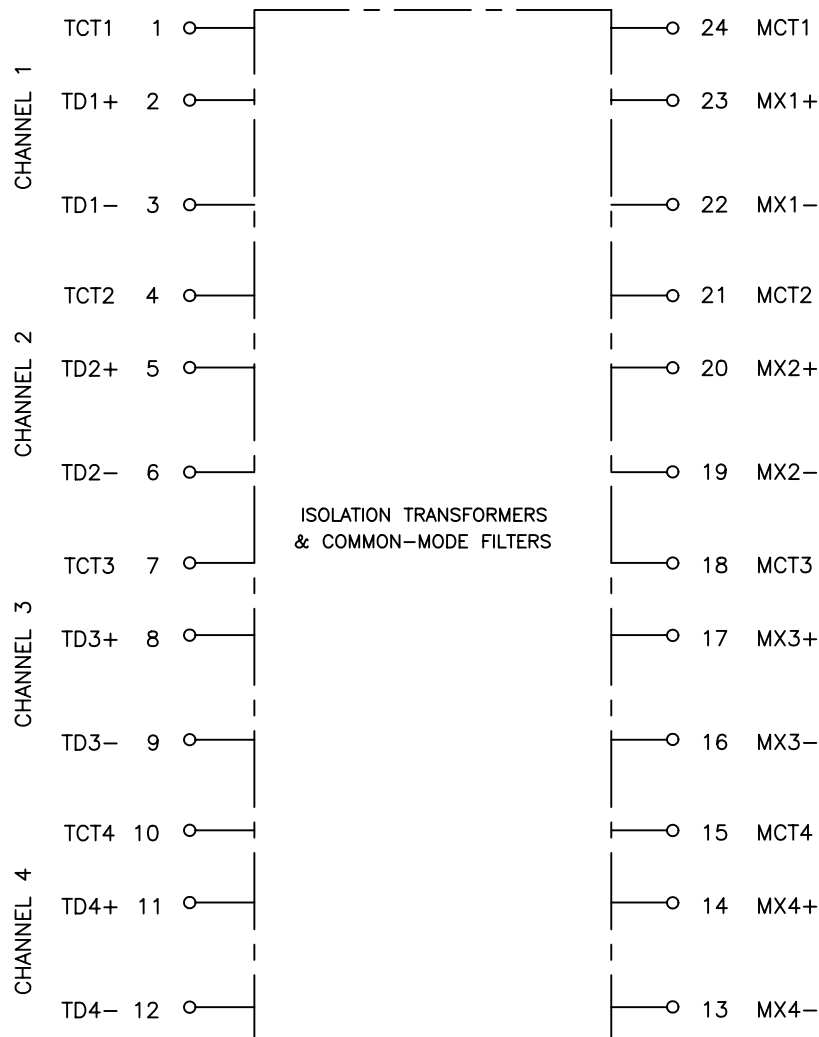 TCT1 1 24 MCT1
CHANNEL 1
TD1+ 2 23 MX1+
TD1− 3 22 MX1−
TCT2 4 21 MCT2
CHANNEL 2
TD2+ 5 20 MX2+
TD2− 6 19 MX2−
ISOLATION TRANSFORMERS
& COMMON−MODE FILTERS
TCT3 7 18 MCT3
CHANNEL 3
TD3+ 8 17 MX3+
TD3− 9 16 MX3−
TCT4 10 15 MCT4
CHANNEL 4
TD4+ 11 14 MX4+
TD4− 12 13 MX4−